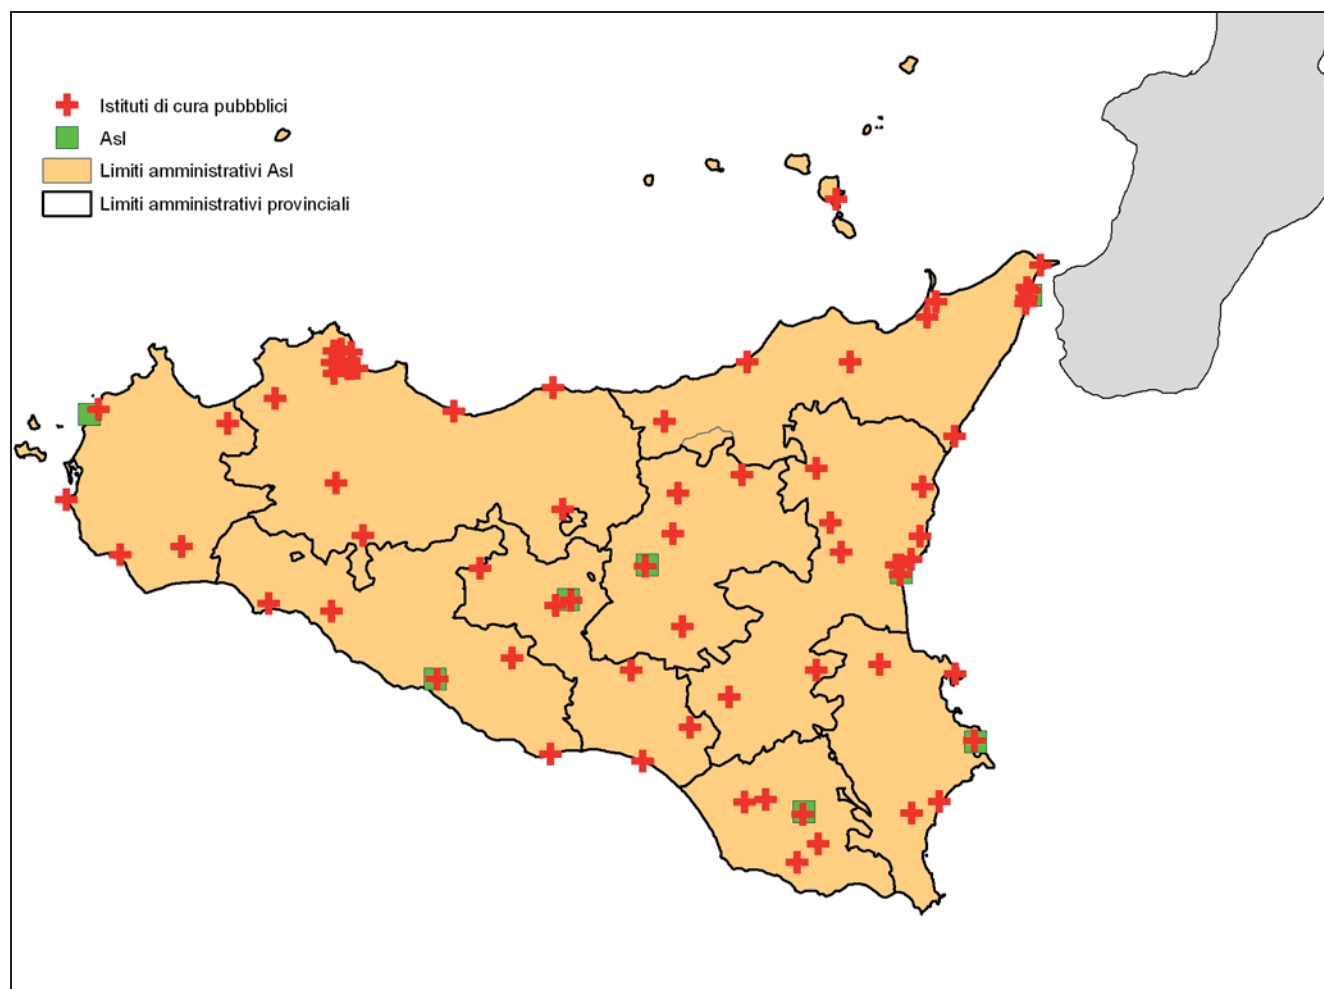 Istituti di cura pubbblici
Asl
Limiti amministrativi Asl
Limiti amministrativi provinciali